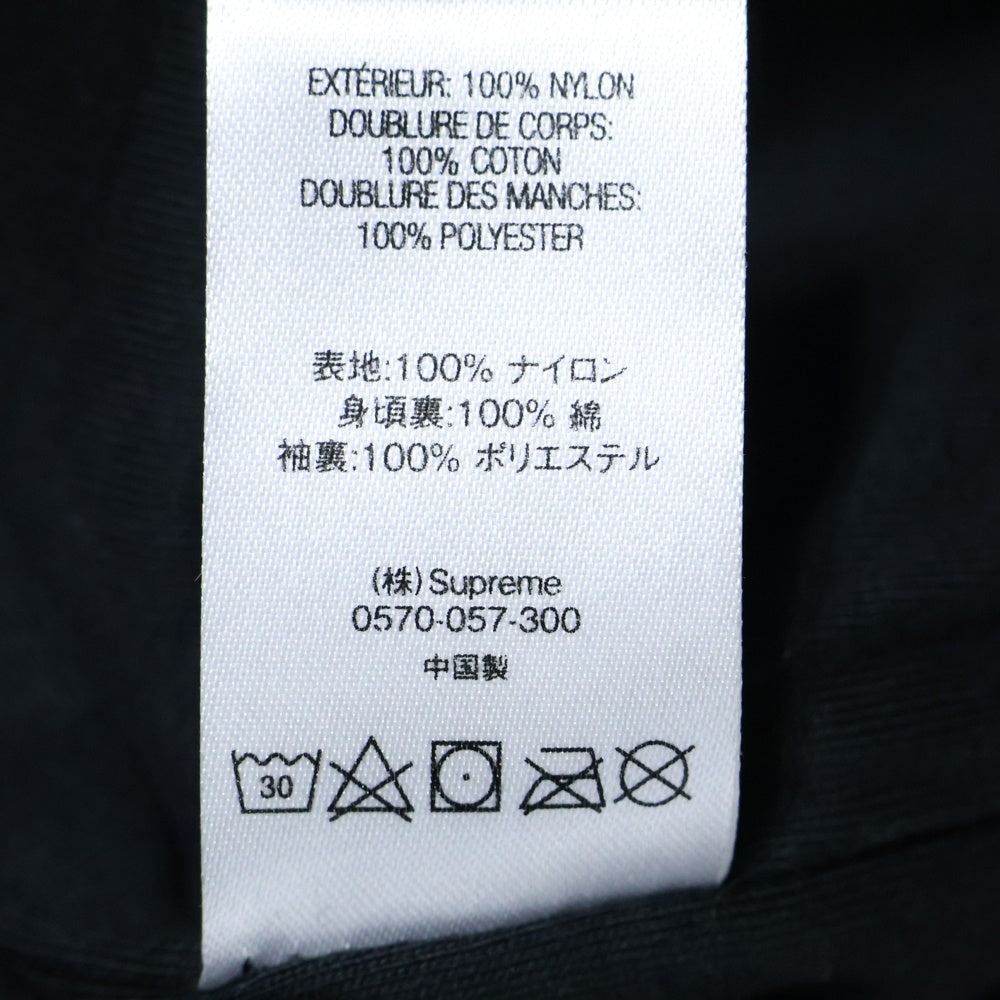 EXTÉRIEUR: 100% NYLON
DOUBLURE DE CORPS:
100% COTON
DOUBLURE DES MANCHES:
100% POLYESTER
表地:100% ナイロン
身頃裏:100% 綿
袖裏:100% ポリエステル
(株)Supreme
0570-057-300
中国製
30